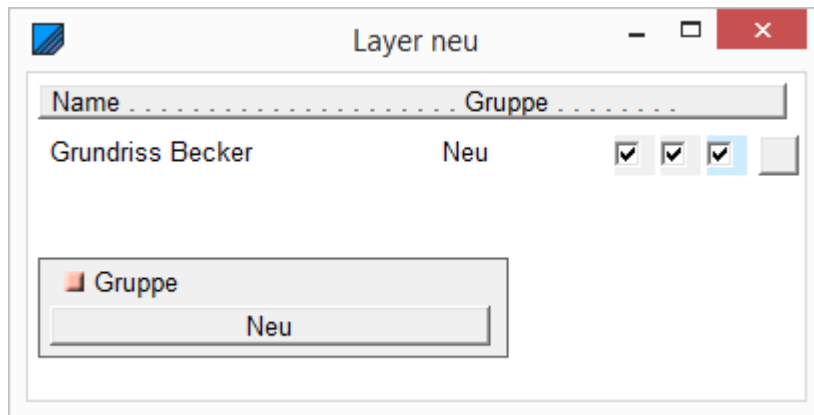 Layer neu
Name . . . . . . . . . . . . . . . . . . . . . . Gruppe . . . . . . . .
Grundriss Becker Neu
Gruppe
Neu